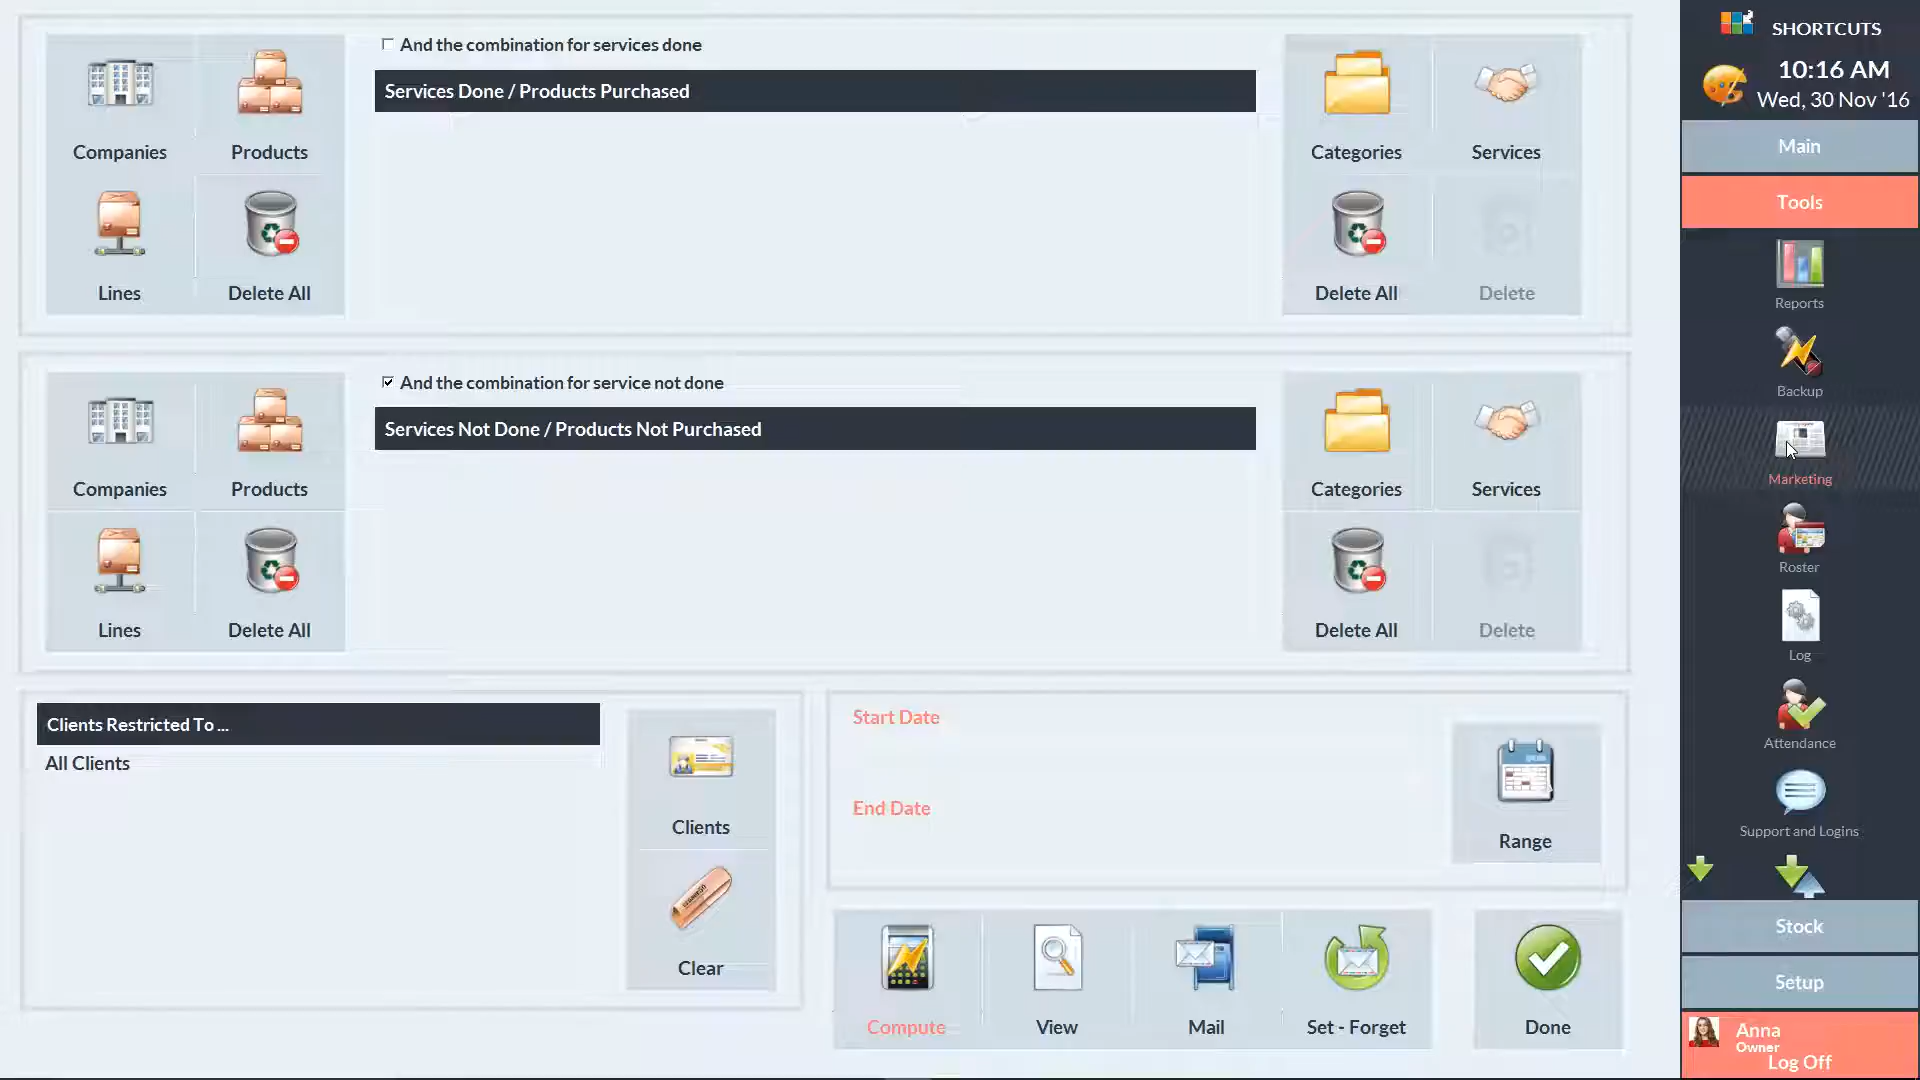 And the combination for services done
Services Done / Products Purchased
Companies
Products
Lines
Delete All
Categories
Services
Delete All
Delete
And the combination for service not done
Services Not Done / Products Not Purchased
Companies
Products
Lines
Delete All
Categories
Services
Delete All
Delete
Clients Restricted To ...
All Clients
Clients
Clear
Start Date
End Date
Range
Compute
View
Mail
Set - Forget
Done
SHORTCUTS
10:16 AM
Wed, 30 Nov '16
Main
Tools
Reports
Backup
Marketing
Roster
Log
Attendance
Support and Logins
Stock
Setup
Anna
Owner
Log Off